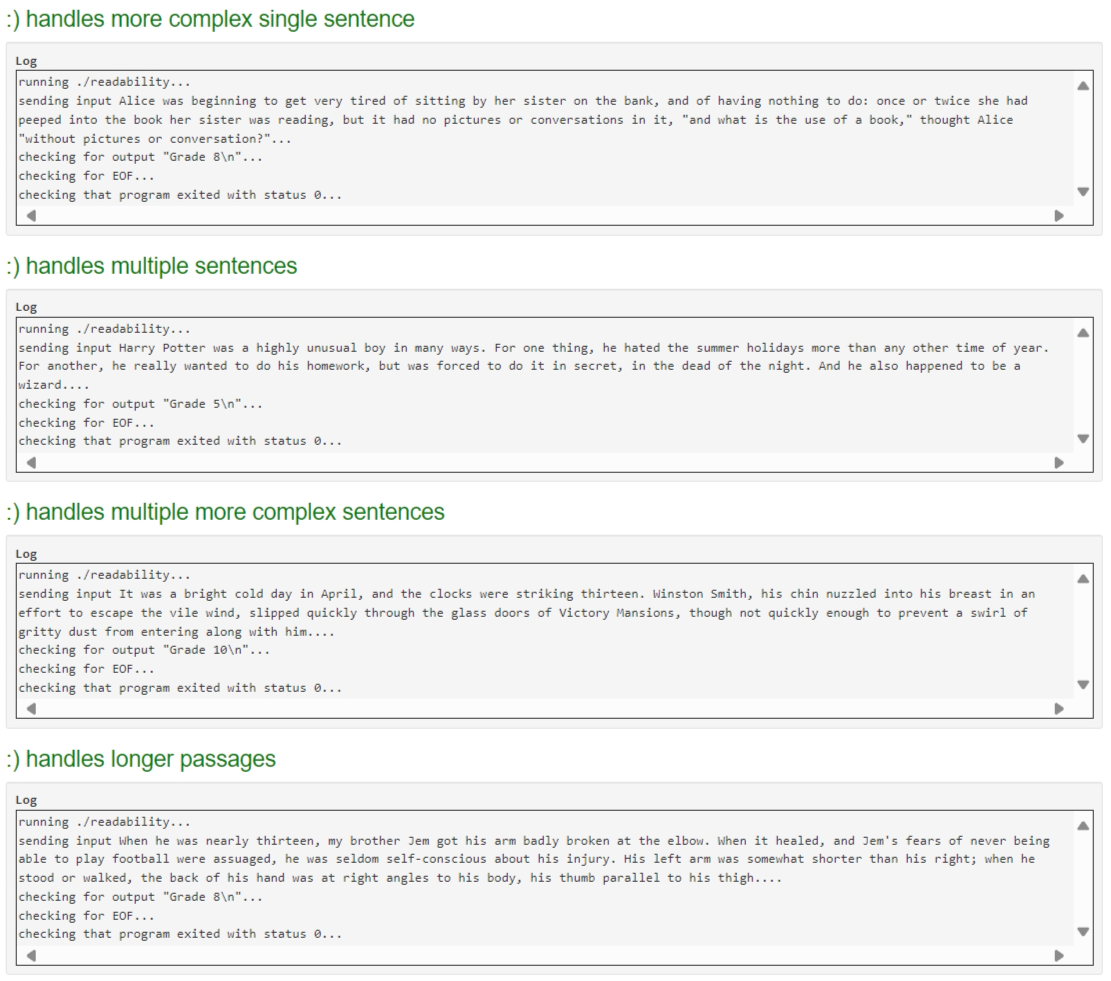 :) handles more complex single sentence
Log
running ./readability...
sending input Alice was beginning to get very tired of sitting by her sister on the bank, and of having nothing to do: once or twice she had
peeped into the book her sister was reading, but it had no pictures or conversations in it, "and what is the use of a book," thought Alice
"without pictures or conversation?"...
checking for output "Grade 8\n"...
checking for EOF...
checking that program exited with status 0...
:) handles multiple sentences
Log
running ./readability...
sending input Harry Potter was a highly unusual boy in many ways. For one thing, he hated the summer holidays more than any other time of year.
For another, he really wanted to do his homework, but was forced to do it in secret, in the dead of the night. And he also happened to be a
wizard....
checking for output "Grade 5\n"...
checking for EOF...
checking that program exited with status 0...
:) handles multiple more complex sentences
Log
running ./readability...
sending input It was a bright cold day in April, and the clocks were striking thirteen. Winston Smith, his chin nuzzled into his breast in an
effort to escape the vile wind, slipped quickly through the glass doors of Victory Mansions, though not quickly enough to prevent a swirl of
gritty dust from entering along with him....
checking for output "Grade 10\n"...
checking for EOF...
checking that program exited with status 0...
:) handles longer passages
Log
running ./readability...
sending input When he was nearly thirteen, my brother Jem got his arm badly broken at the elbow. When it healed, and Jem's fears of never being
able to play football were assuaged, he was seldom self-conscious about his injury. His left arm was somewhat shorter than his right; when he
stood or walked, the back of his hand was at right angles to his body, his thumb parallel to his thigh....
checking for output "Grade 8\n"...
checking for EOF...
checking that program exited with status 0...